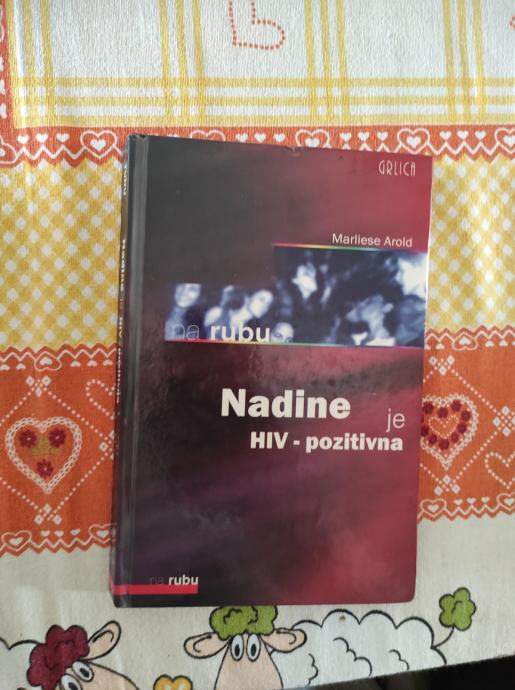 GRLICA
Marliese Arold
na rubu
Nadine je
HIV - pozitivna
na rubu